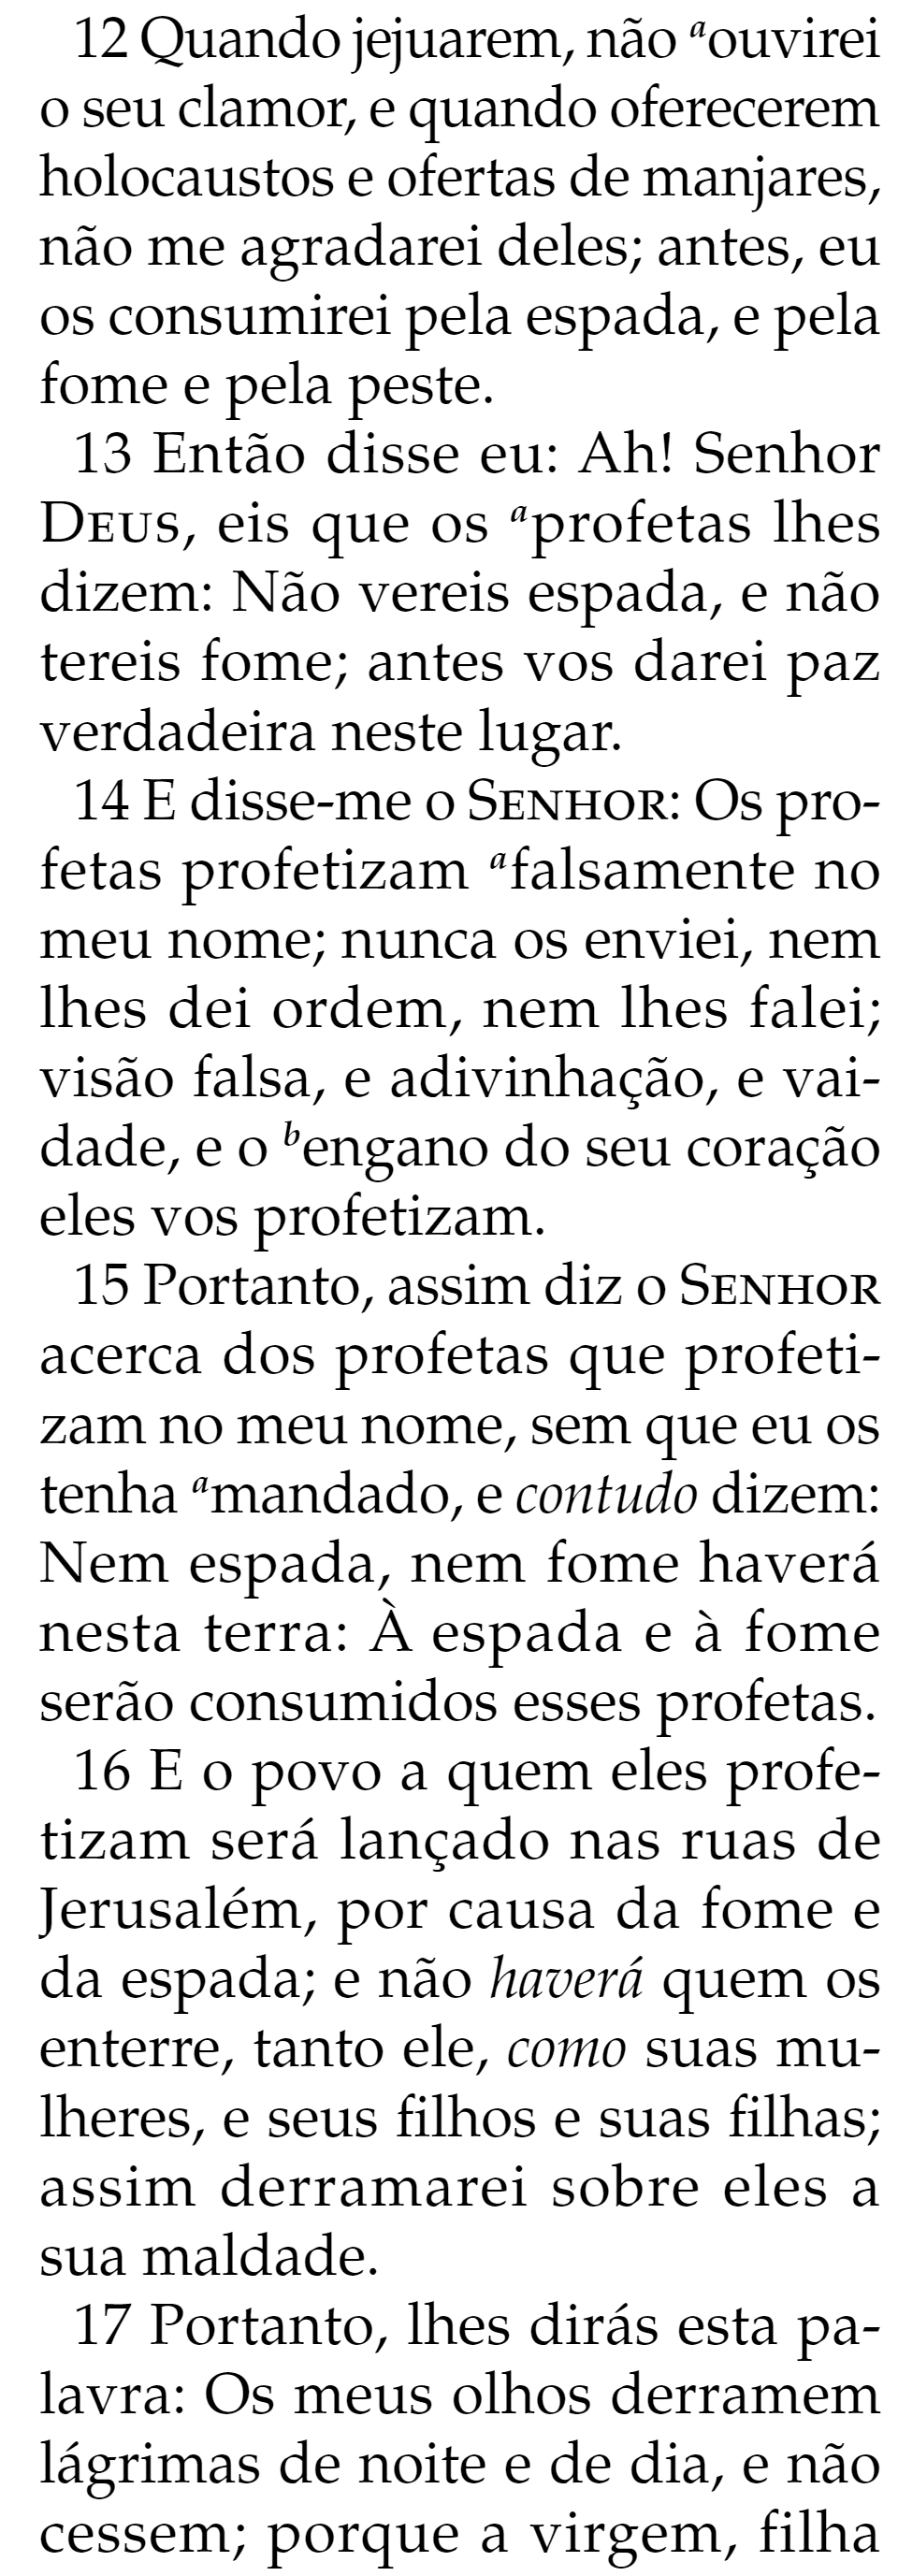 12 Quando jejuarem, não ᵃouvirei
o seu clamor, e quando oferecerem
holocaustos e ofertas de manjares,
não me agradarei deles; antes, eu
os consumirei pela espada, e pela
fome e pela peste.
13 Então disse eu: Ah! Senhor
DEUS, eis que os ᵃprofetas lhes
dizem: Não vereis espada, e não
tereis fome; antes vos darei paz
verdadeira neste lugar.
14 E disse-me o SENHOR: Os pro-
fetas profetizam ᵃfalsamente no
meu nome; nunca os enviei, nem
lhes dei ordem, nem lhes falei;
visão falsa, e adivinhação, e vai-
dade, e o ᵇengano do seu coração
eles vos profetizam.
15 Portanto, assim diz o SENHOR
acerca dos profetas que profeti-
zam no meu nome, sem que eu os
tenha ᵃmandado, e contudo dizem:
Nem espada, nem fome haverá
nesta terra: À espada e à fome
serão consumidos esses profetas.
16 E o povo a quem eles profe-
tizam será lançado nas ruas de
Jerusalém, por causa da fome e
da espada; e não haverá quem os
enterre, tanto ele, como suas mu-
lheres, e seus filhos e suas filhas;
assim derramarei sobre eles a
sua maldade.
17 Portanto, lhes dirás esta pa-
lavra: Os meus olhos derramem
lágrimas de noite e de dia, e não
cessem; porque a virgem, filha